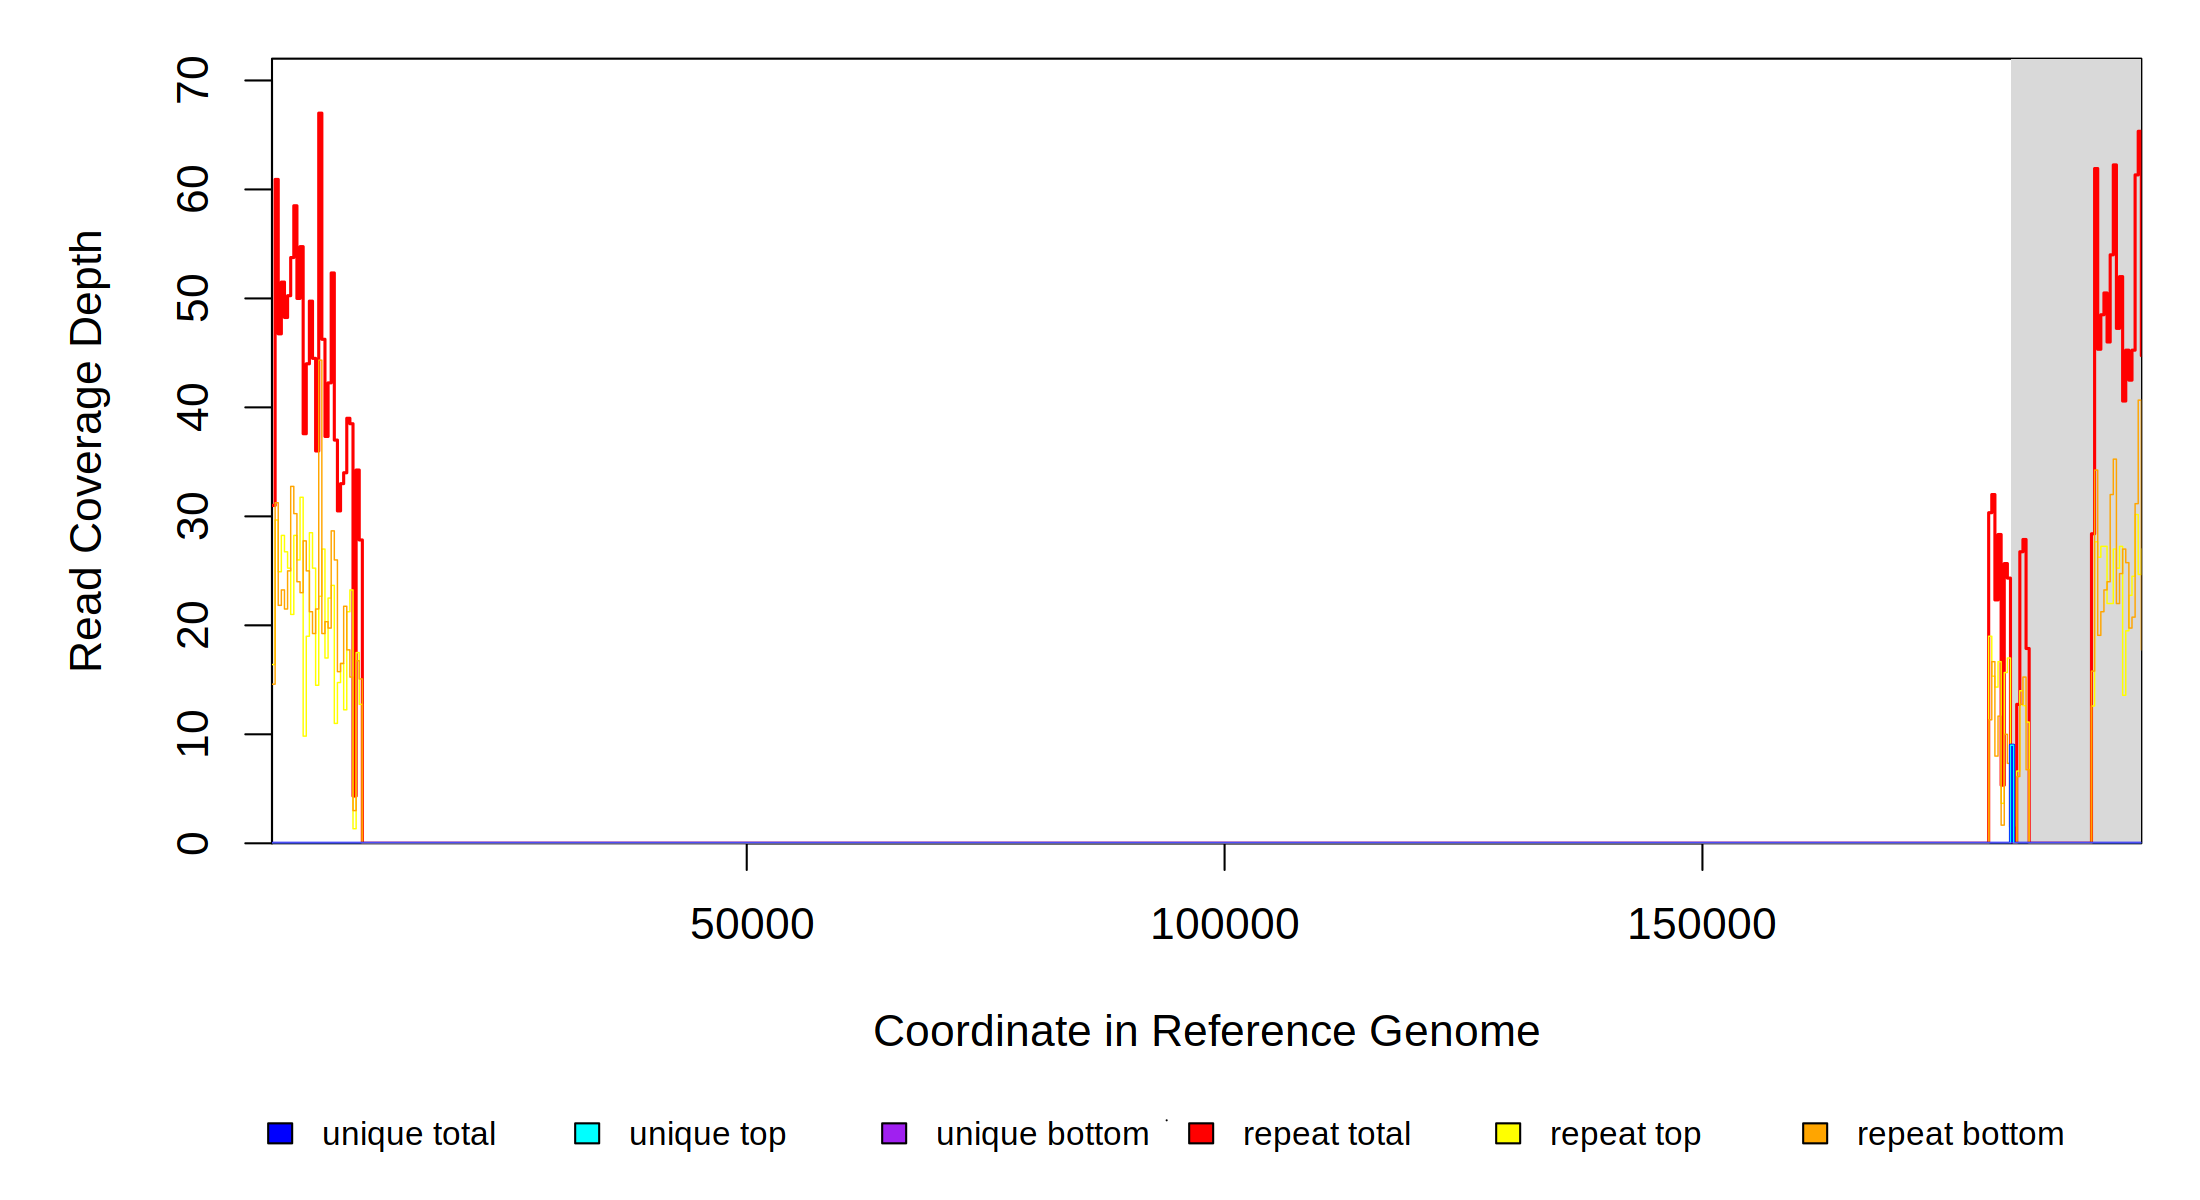 70
60
50
40
30
20
10
0
Read Coverage Depth
50000 100000 150000
Coordinate in Reference Genome
unique total unique top unique bottom repeat total repeat top repeat bottom